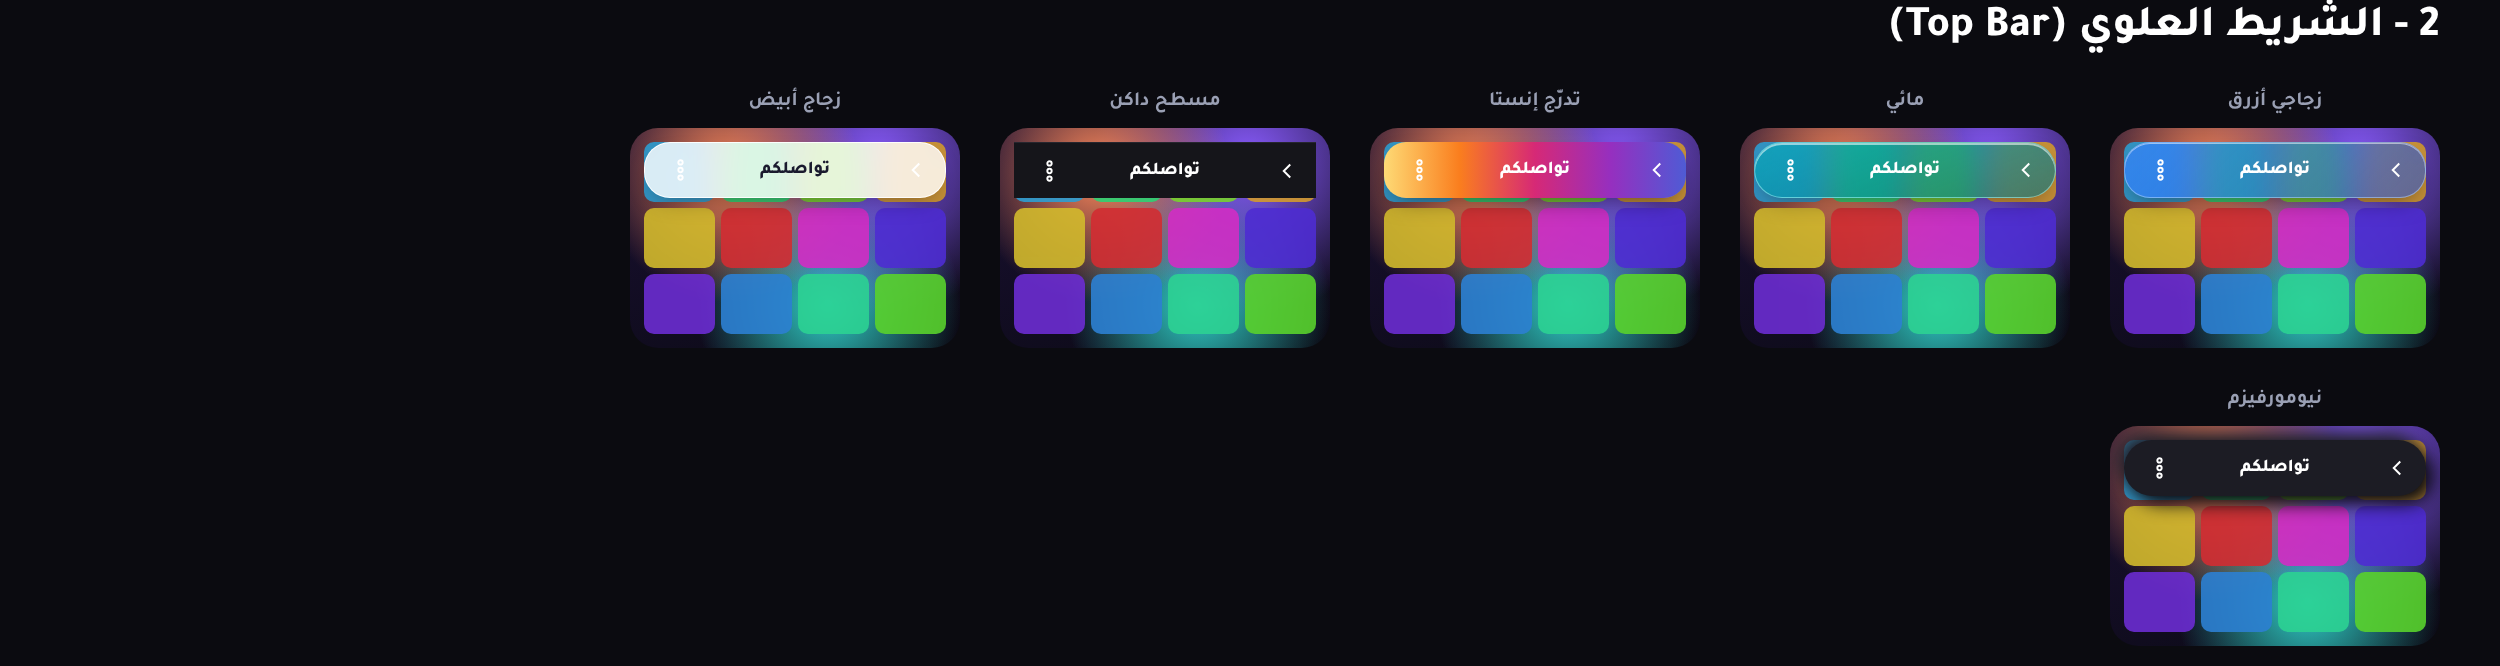 2 - الشريط العلوي (Top Bar)
زجاجي أزرق
تواصلكم
مائي
تواصلكم
تدرّج إنستا
تواصلكم
مسطح داكن
تواصلكم
زجاج أبيض
تواصلكم
نيومورفيزم
تواصلكم